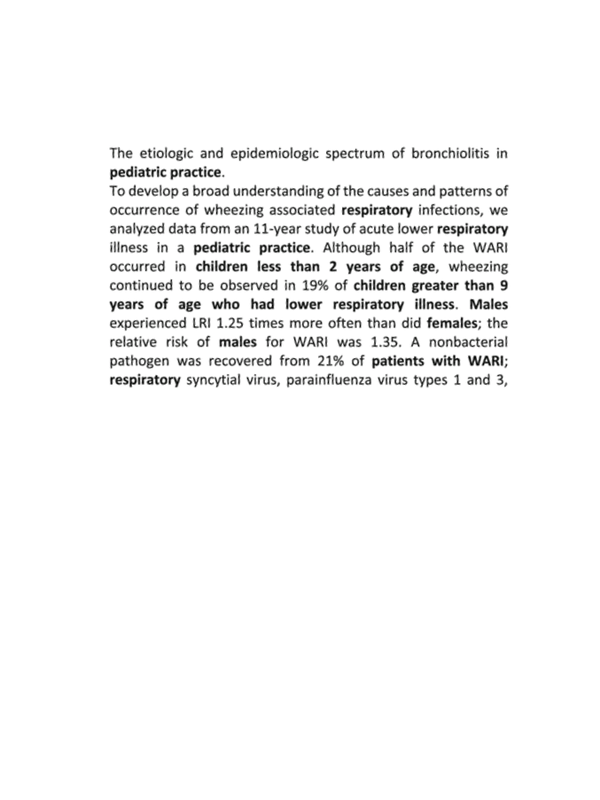 The etiologic and epidemiologic spectrum of bronchiolitis in
pediatric practice.
To develop a broad understanding of the causes and patterns of
occurrence of wheezing associated respiratory infections, we
analyzed data from an 11-year study of acute lower respiratory
illness in a pediatric practice. Although half of the WARI
occurred in children less than 2 years of age, wheezing
continued to be observed in 19% of children greater than 9
years of age who had lower respiratory illness. Males
experienced LRI 1.25 times more often than did females; the
relative risk of males for WARI was 1.35. A nonbacterial
pathogen was recovered from 21% of patients with WARI;
respiratory syncytial virus, parainfluenza virus types 1 and 3,